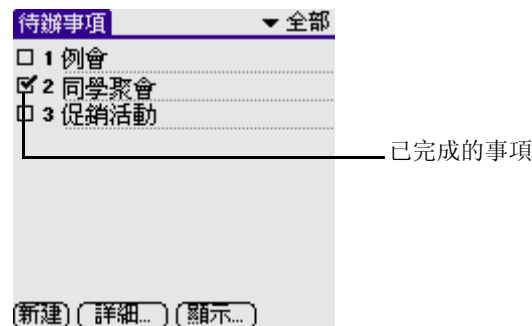 待辦事項 全部
1 例會
2 同學聚會
3 促銷活動
已完成的事項
新建 詳細... 顯示...